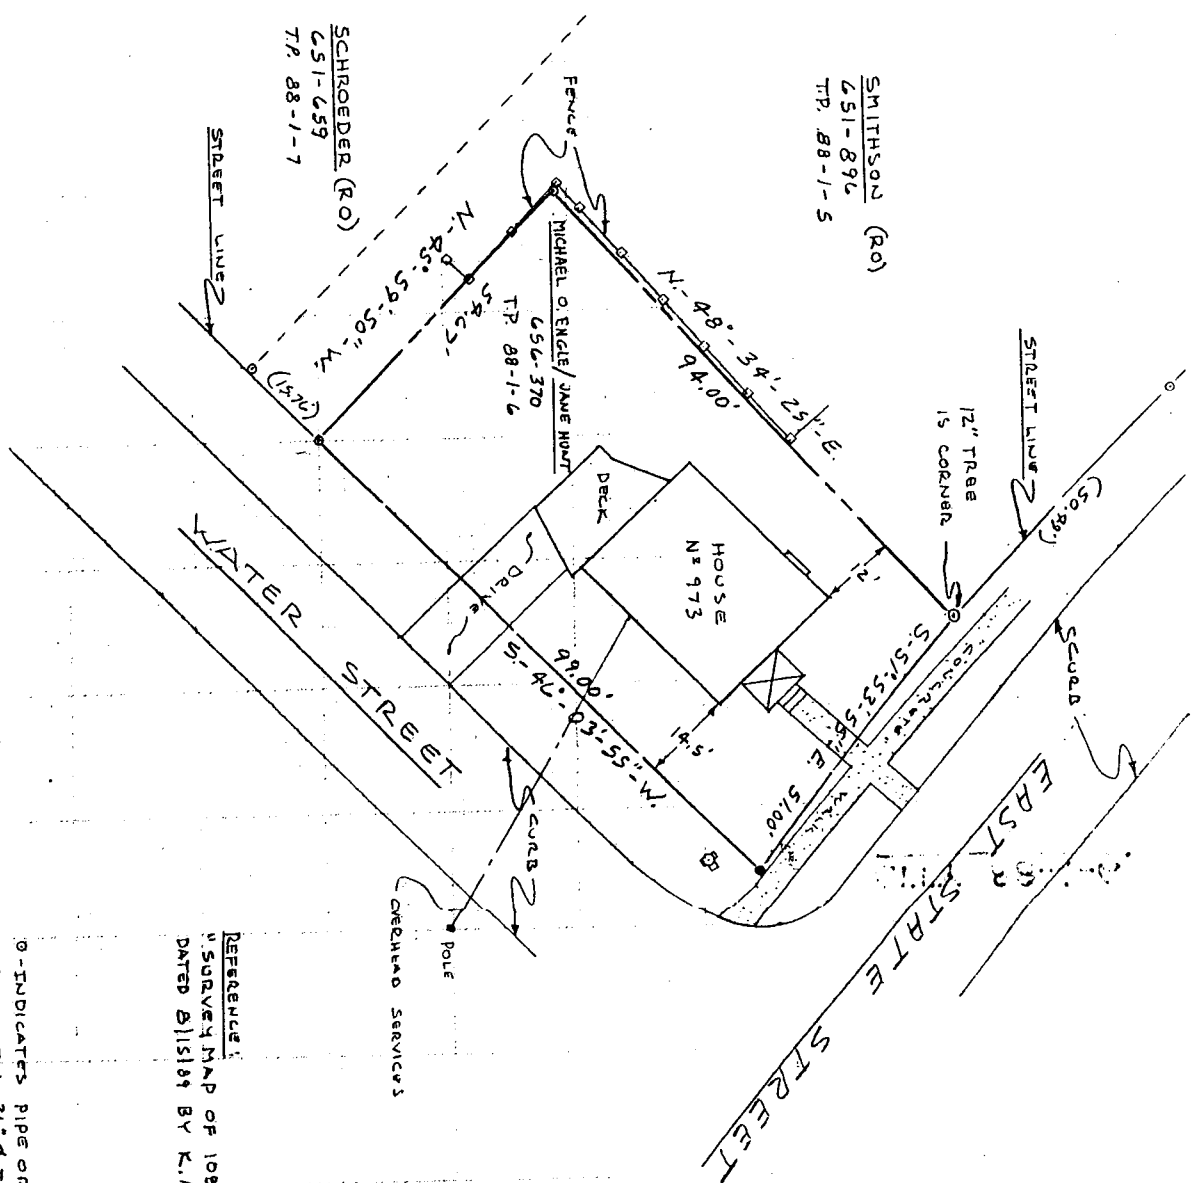 SCHROEDER (RO)
651-659
T.P. 88-1-7
SMITHSON (RO)
651-896
T.P. 88-1-5
FENCE
STREET LINE
STREET LINE
12" TREE
IS CORNER
(50.99')
N.-48°-34'-25"-E.
94.00'
N.-45°-59'-50"-W.
54.67'
(15.76')
MICHAEL O. ENGLE/JANE HUNT
656-370
T.P. 88-1-6
DECK
HOUSE
Nº 973
12'
14.5'
DRIVE
S.-51°-53'-55"-E.
51.00'
"CONCRETE"
WALK
99.00'
S.-46°-03'-55"-W.
CURB
CURB
WATER STREET
EAST STATE STREET
OVERHEAD SERVICES
POLE
REFERENCE:
"SURVEY MAP OF
DATED 8/15/89 BY K.
⊙-INDICATES PIPE